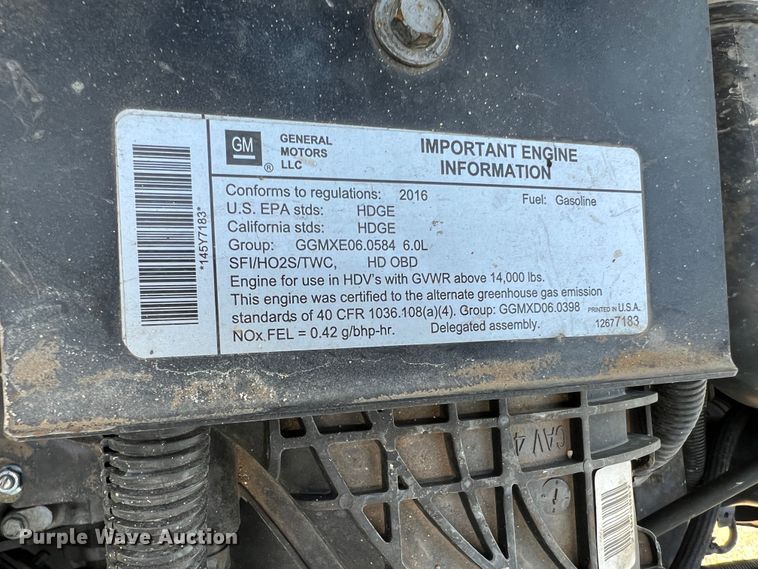 GM ® GENERAL MOTORS LLC
IMPORTANT ENGINE
INFORMATION
*145Y7183*
Conforms to regulations: 2016 Fuel: Gasoline
U.S. EPA stds: HDGE
California stds: HDGE
Group: GGMXE06.0584 6.0L
SFI/HO2S/TWC, HD OBD
Engine for use in HDV's with GVWR above 14,000 lbs.
This engine was certified to the alternate greenhouse gas emission
standards of 40 CFR 1036.108(a)(4). Group: GGMXD06.0398 PRINTED IN U.S.A.
NOx FEL = 0.42 g/bhp-hr. Delegated assembly. 12677183
CAV 4
Purple Wave Auction